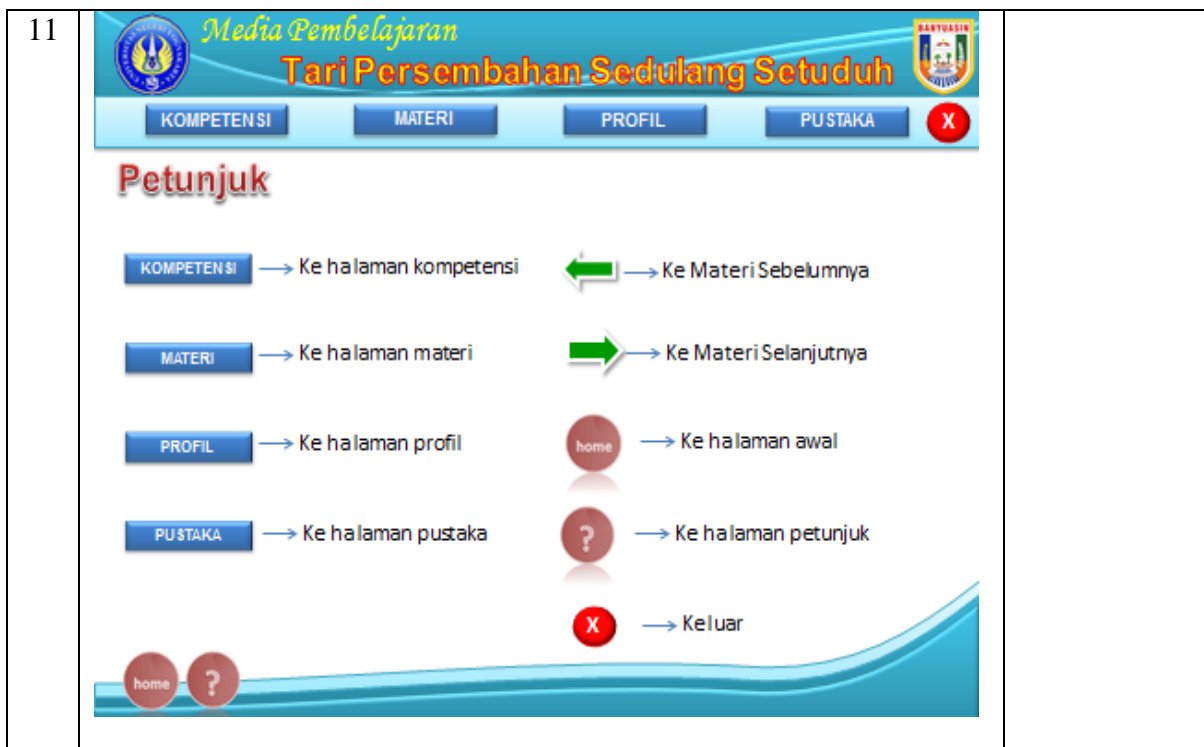 11
Media Pembelajaran
Tari Persembahan Sedulang Setuduh
BANYUASIN
KOMPETENSI MATERI PROFIL PUSTAKA X
Petunjuk
KOMPETENSI Ke halaman kompetensi
Ke Materi Sebelumnya
MATERI Ke halaman materi
Ke Materi Selanjutnya
PROFIL Ke halaman profil
home Ke halaman awal
PUSTAKA Ke halaman pustaka
? Ke halaman petunjuk
X Keluar
home ?